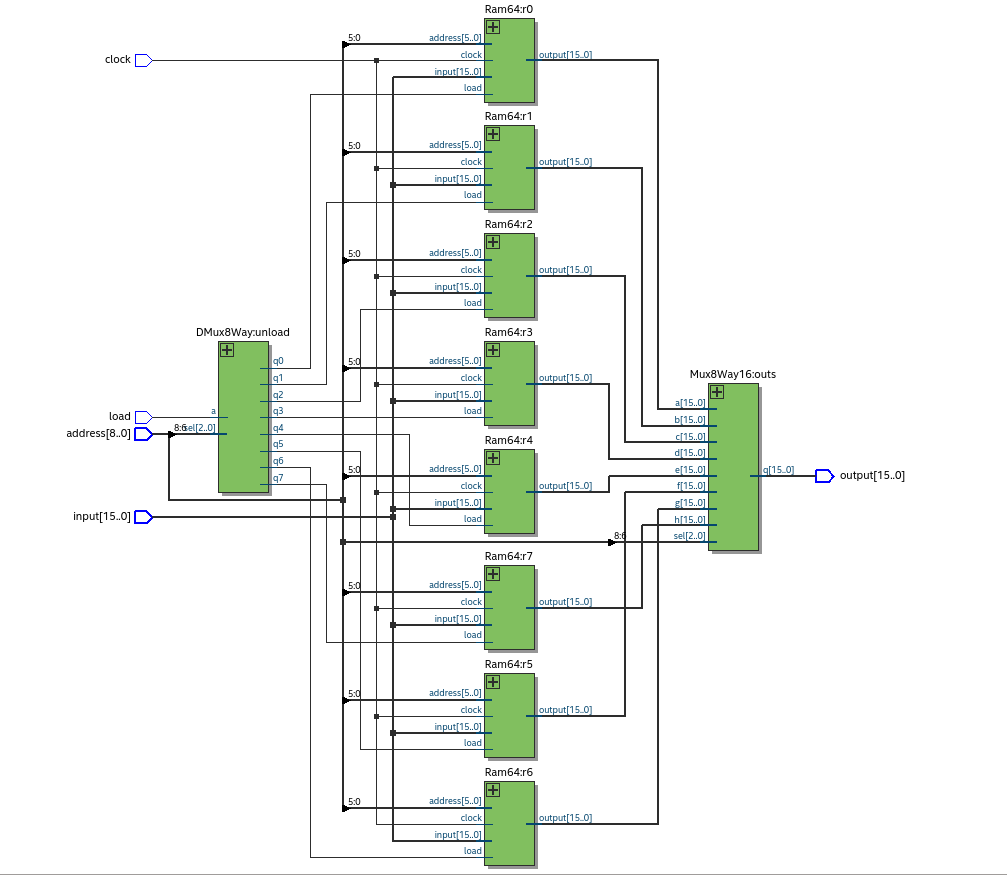 Ram64:r0
5:0
address[5..0]
clock
input[15..0]
load
output[15..0]
clock
Ram64:r1
5:0
address[5..0]
clock
input[15..0]
load
output[15..0]
Ram64:r2
5:0
address[5..0]
clock
input[15..0]
load
output[15..0]
DMux8Way:unload
a
8:6
sel[2..0]
q0
q1
q2
q3
q4
q5
q6
q7
load
address[8..0]
input[15..0]
Ram64:r3
5:0
address[5..0]
clock
input[15..0]
load
output[15..0]
Ram64:r4
5:0
address[5..0]
clock
input[15..0]
load
output[15..0]
Mux8Way16:outs
a[15..0]
b[15..0]
c[15..0]
d[15..0]
e[15..0]
f[15..0]
g[15..0]
h[15..0]
8:6
sel[2..0]
q[15..0]
output[15..0]
Ram64:r7
5:0
address[5..0]
clock
input[15..0]
load
output[15..0]
Ram64:r5
5:0
address[5..0]
clock
input[15..0]
load
output[15..0]
Ram64:r6
5:0
address[5..0]
clock
input[15..0]
load
output[15..0]